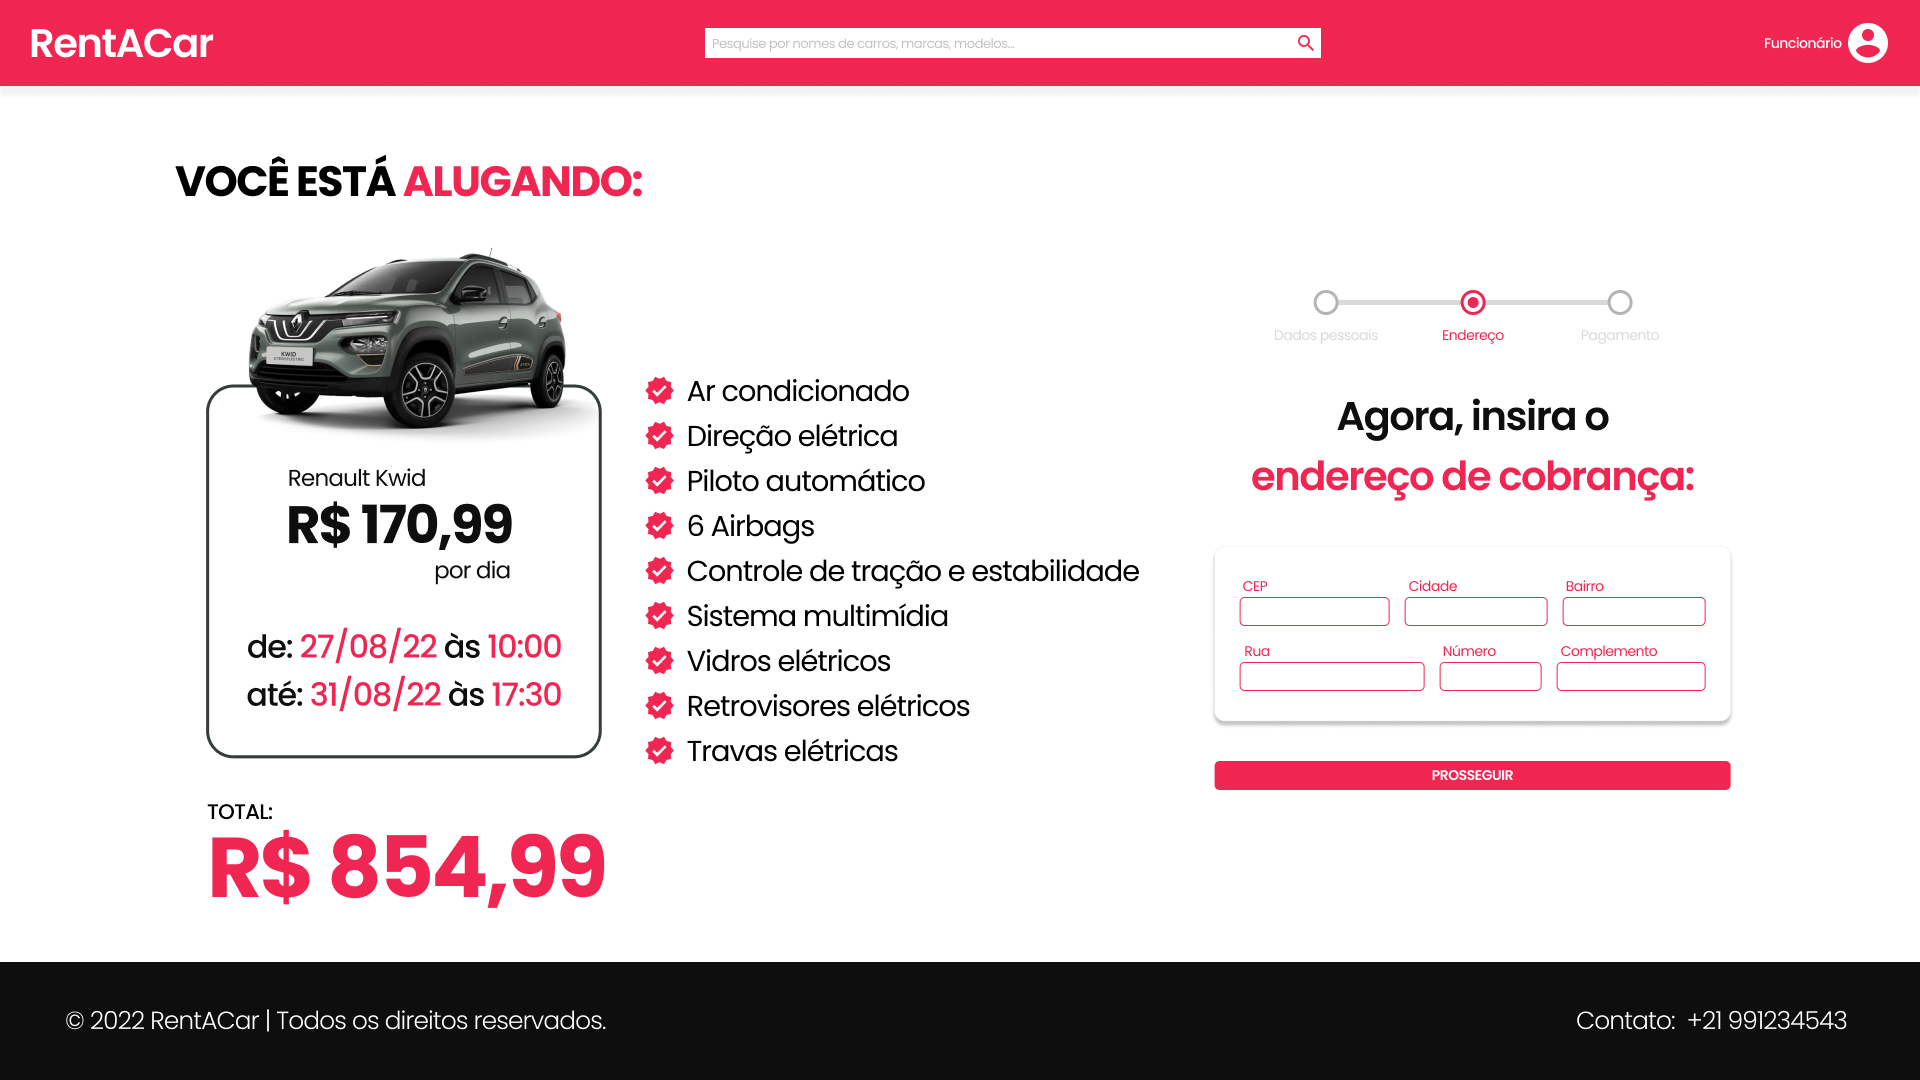 RentACar
Pesquise por nomes de carros, marcas, modelos...
Funcionário
VOCÊ ESTÁ ALUGANDO:
KWID
Renault Kwid
R$ 170,99
por dia
de: 27/08/22 às 10:00
até: 31/08/22 às 17:30
TOTAL:
R$ 854,99
Ar condicionado
Direção elétrica
Piloto automático
6 Airbags
Controle de tração e estabilidade
Sistema multimídia
Vidros elétricos
Retrovisores elétricos
Travas elétricas
Dados pessoais
Endereço
Pagamento
Agora, insira o
endereço de cobrança:
CEP
Cidade
Bairro
Rua
Número
Complemento
PROSSEGUIR
© 2022 RentACar | Todos os direitos reservados.
Contato: +21 991234543